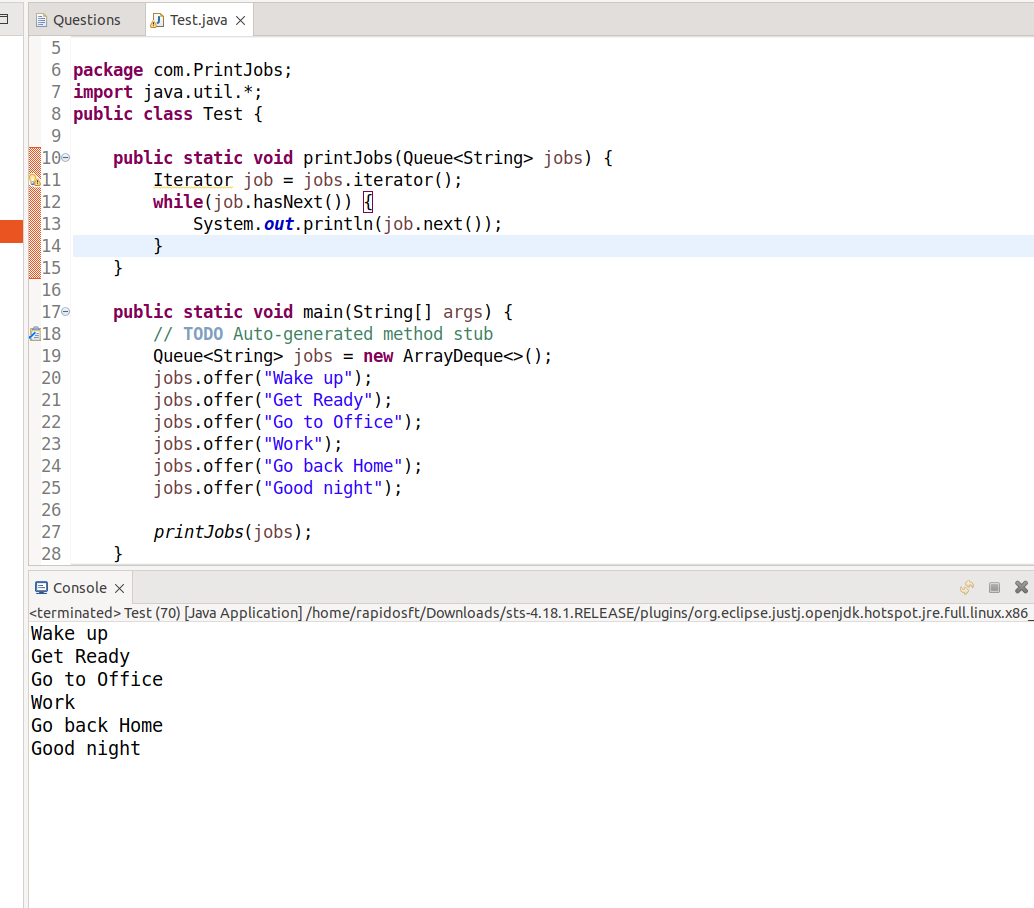 Questions
Test.java
5
6 package com.PrintJobs;
7 import java.util.*;
8 public class Test {
9
10 public static void printJobs(Queue<String> jobs) {
11 Iterator job = jobs.iterator();
12 while(job.hasNext()) {
13 System.out.println(job.next());
14 }
15 }
16
17 public static void main(String[] args) {
18 // TODO Auto-generated method stub
19 Queue<String> jobs = new ArrayDeque<>();
20 jobs.offer("Wake up");
21 jobs.offer("Get Ready");
22 jobs.offer("Go to Office");
23 jobs.offer("Work");
24 jobs.offer("Go back Home");
25 jobs.offer("Good night");
26
27 printJobs(jobs);
28 }
Console
<terminated> Test (70) [Java Application] /home/rapidosft/Downloads/sts-4.18.1.RELEASE/plugins/org.eclipse.justj.openjdk.hotspot.jre.full.linux.x86_
Wake up
Get Ready
Go to Office
Work
Go back Home
Good night